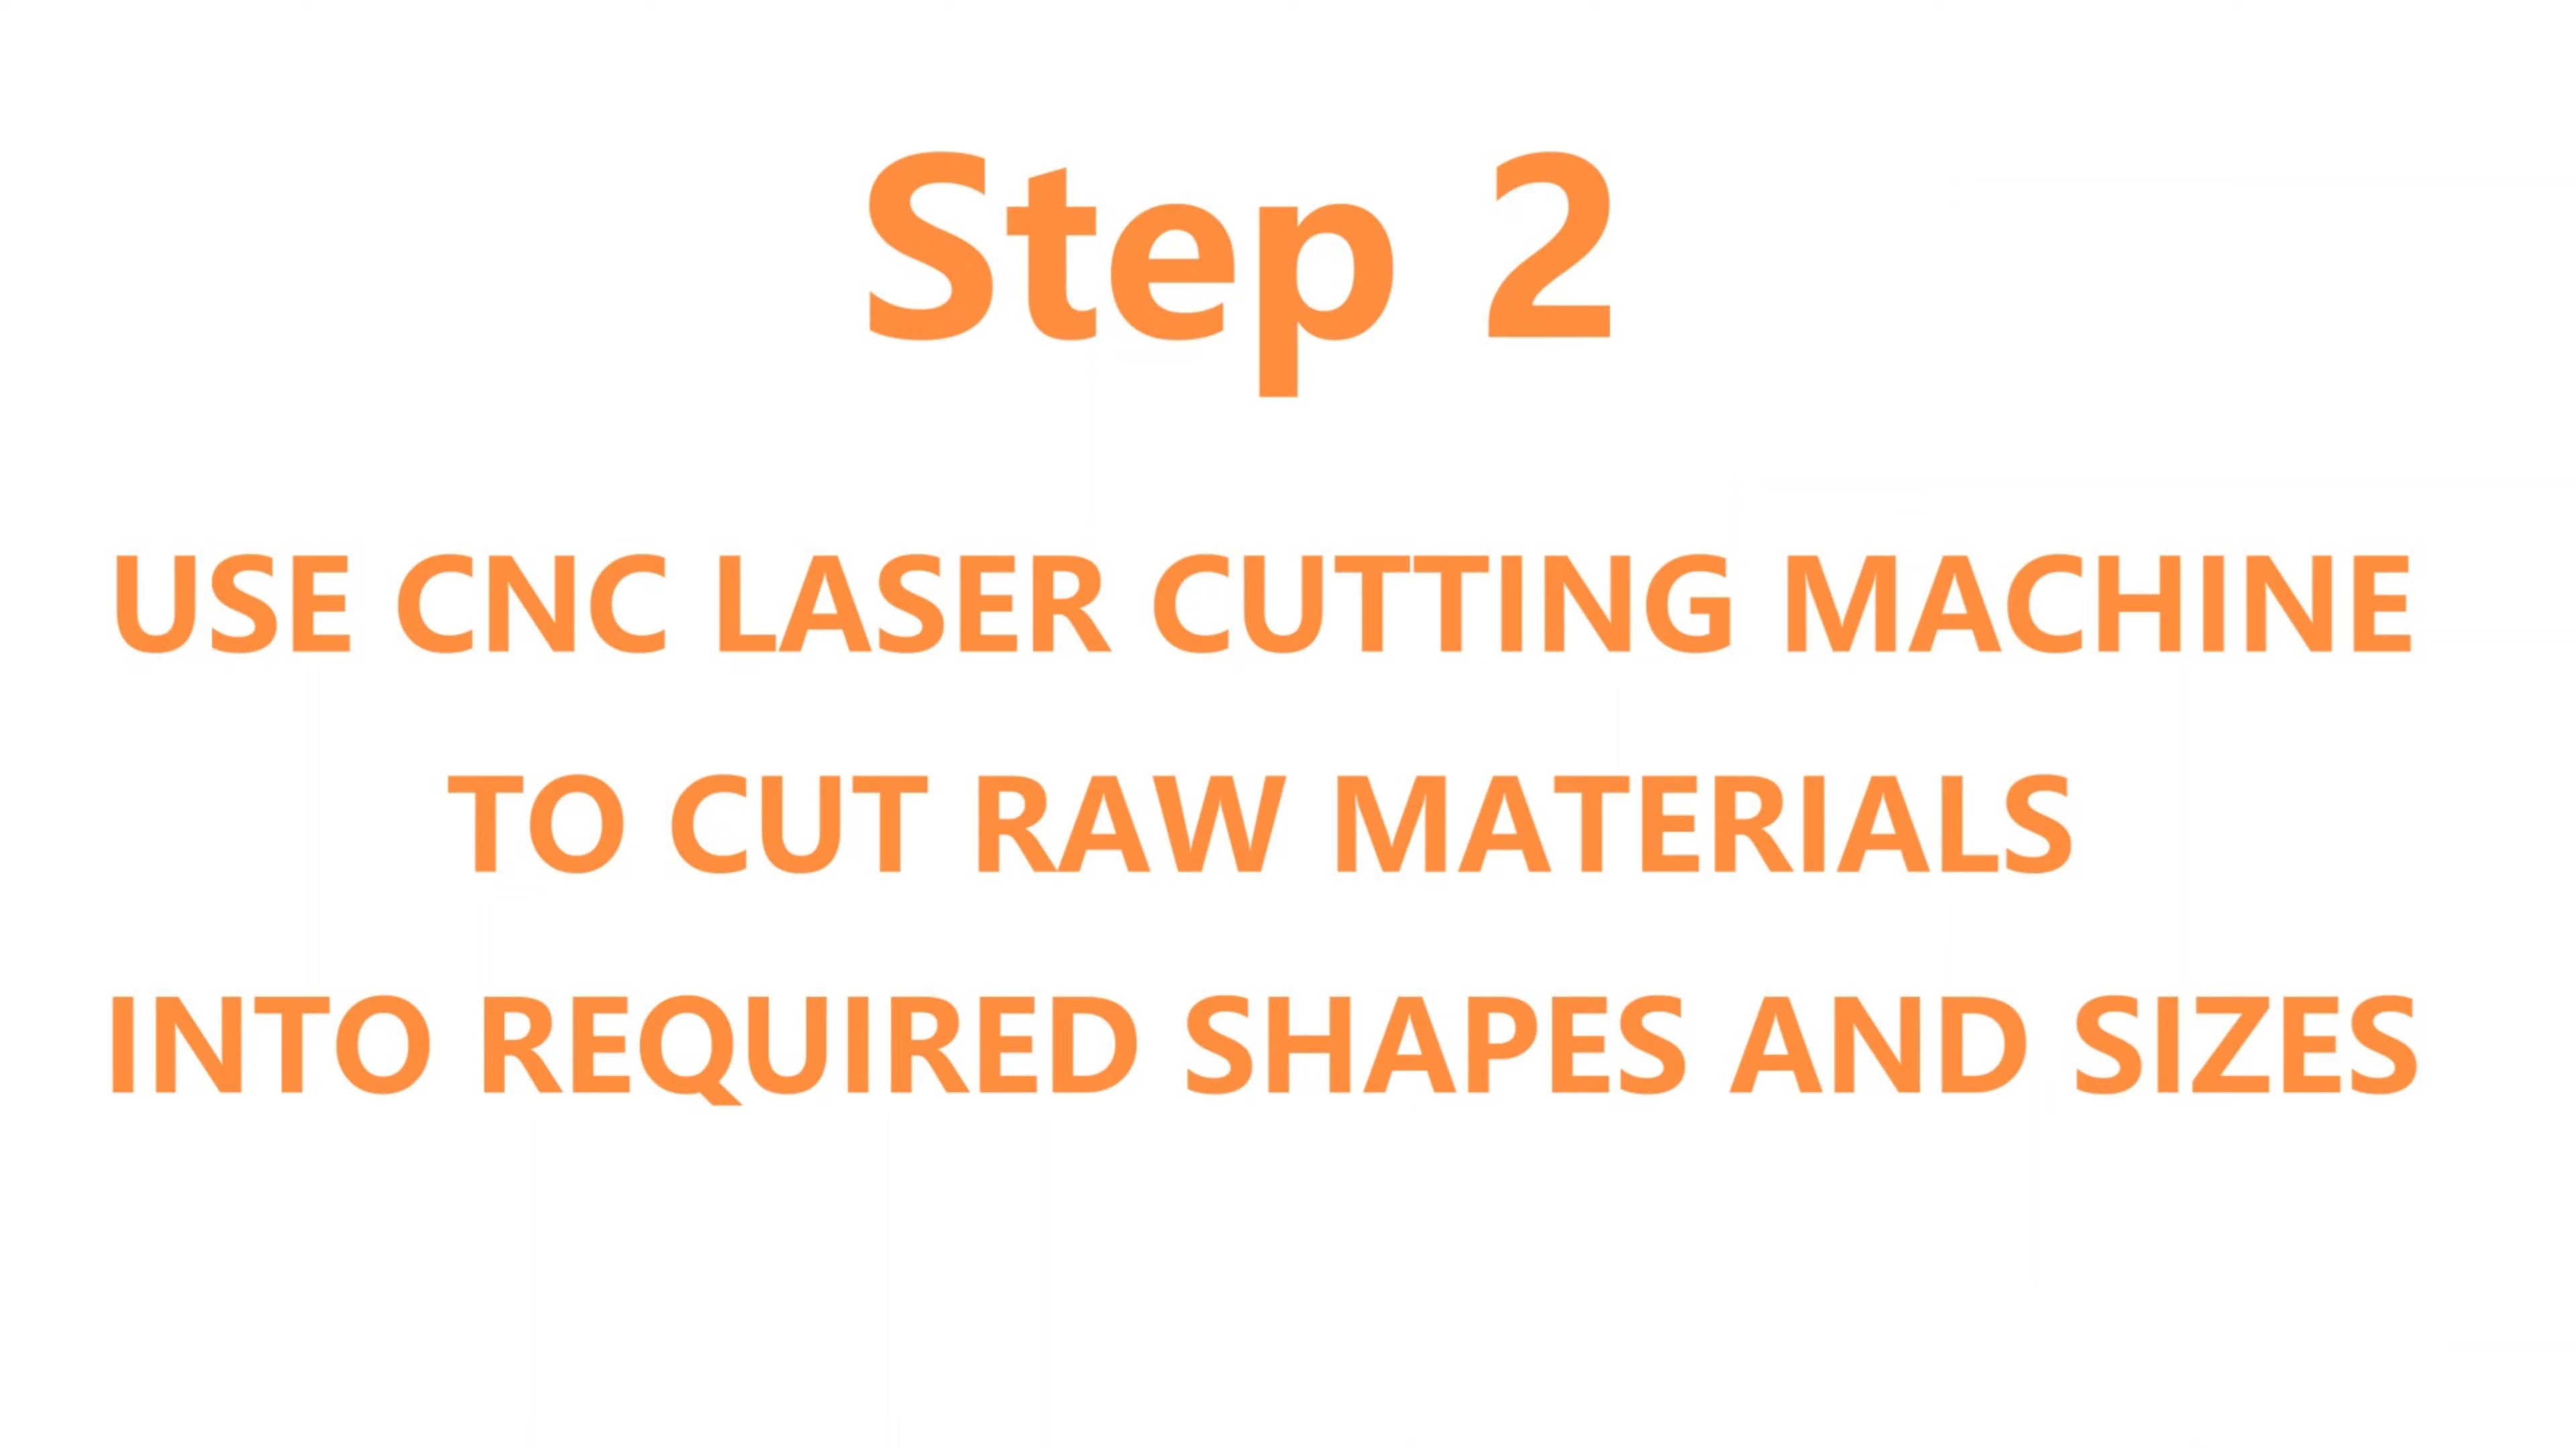 Step 2
USE CNC LASER CUTTING MACHINE
TO CUT RAW MATERIALS
INTO REQUIRED SHAPES AND SIZES